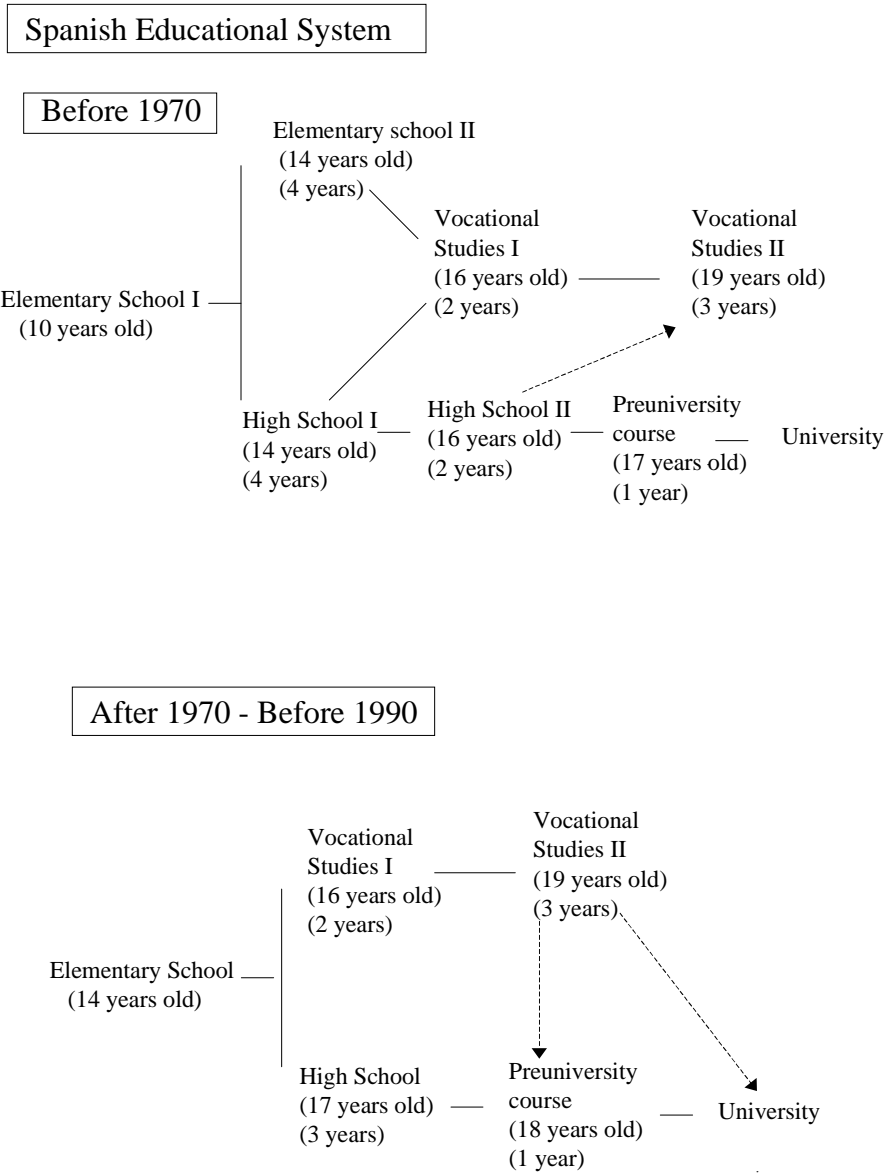 Spanish Educational System
Before 1970
Elementary school II
(14 years old)
(4 years)
Vocational
Studies I
(16 years old)
(2 years)
Vocational
Studies II
(19 years old)
(3 years)
Elementary School I
(10 years old)
High School I
(14 years old)
(4 years)
High School II
(16 years old)
(2 years)
Preuniversity
course
(17 years old)
(1 year)
University
After 1970 - Before 1990
Vocational
Studies I
(16 years old)
(2 years)
Vocational
Studies II
(19 years old)
(3 years)
Elementary School
(14 years old)
High School
(17 years old)
(3 years)
Preuniversity
course
(18 years old)
(1 year)
University